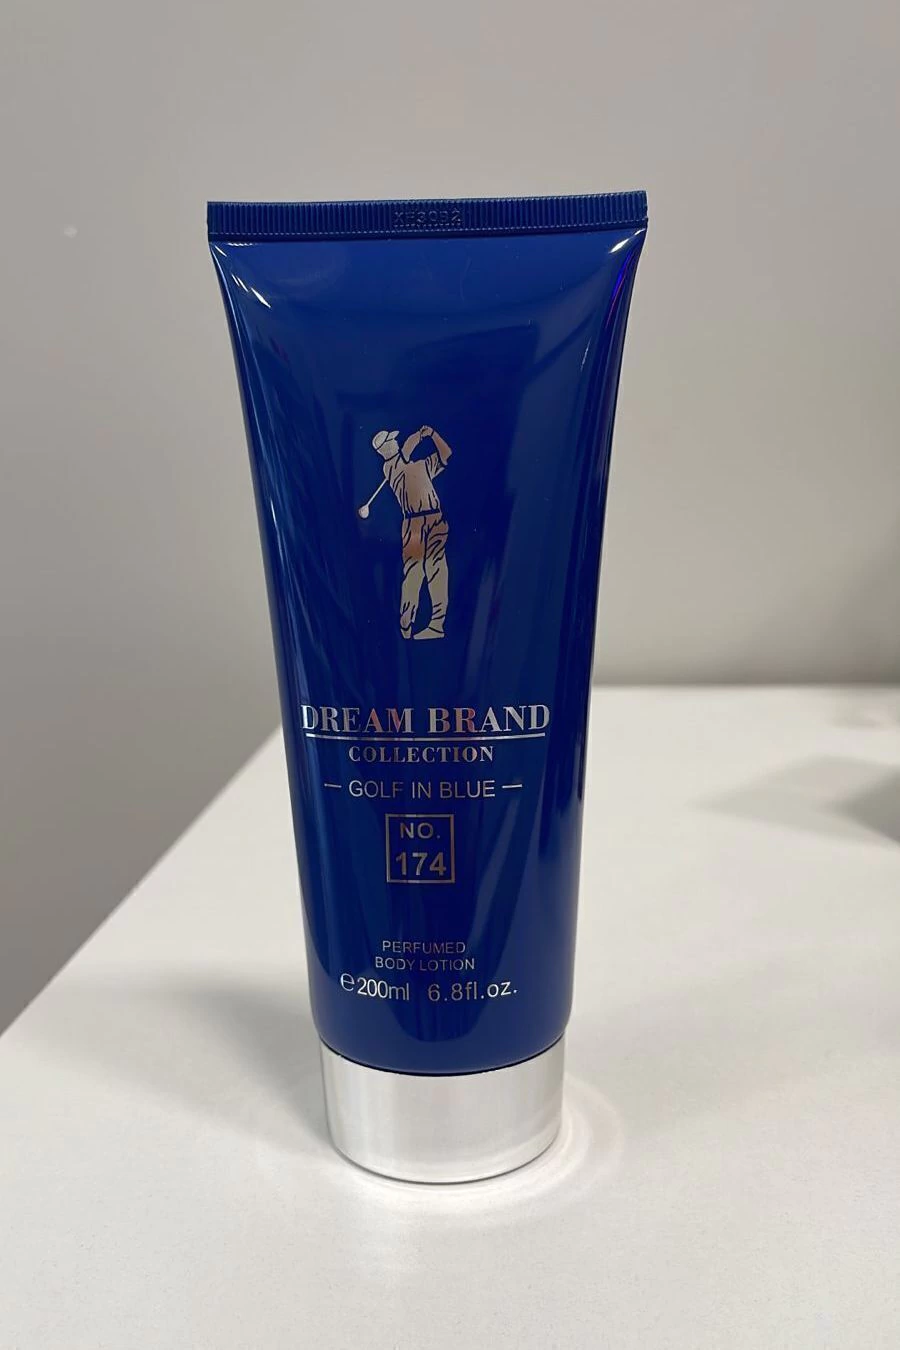 DREAM BRAND
COLLECTION
— GOLF IN BLUE —
NO.
174
PERFUMED
BODY LOTION
℮200ml 6.8fl.oz.